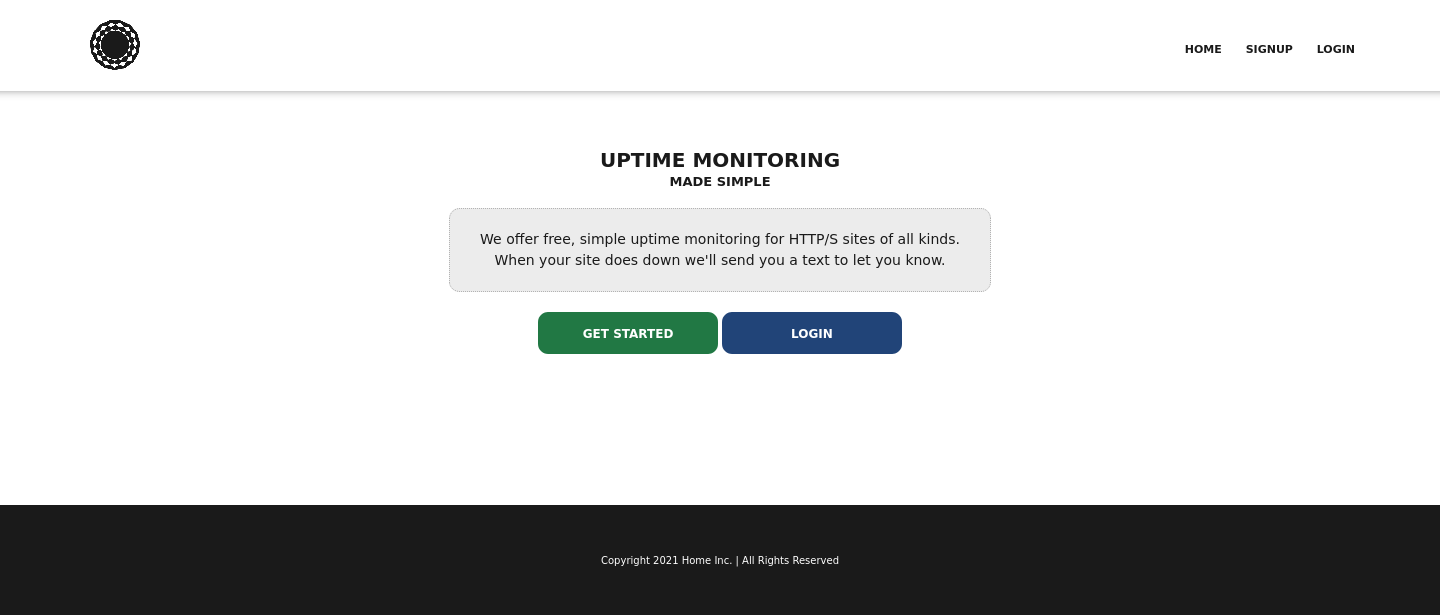 HOME SIGNUP LOGIN
UPTIME MONITORING
MADE SIMPLE
We offer free, simple uptime monitoring for HTTP/S sites of all kinds.
When your site does down we'll send you a text to let you know.
GET STARTED LOGIN
Copyright 2021 Home Inc. | All Rights Reserved